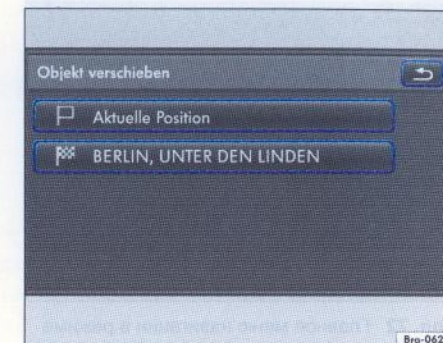 Objekt verschieben
Aktuelle Position
BERLIN, UNTER DEN LINDEN
Bro-062